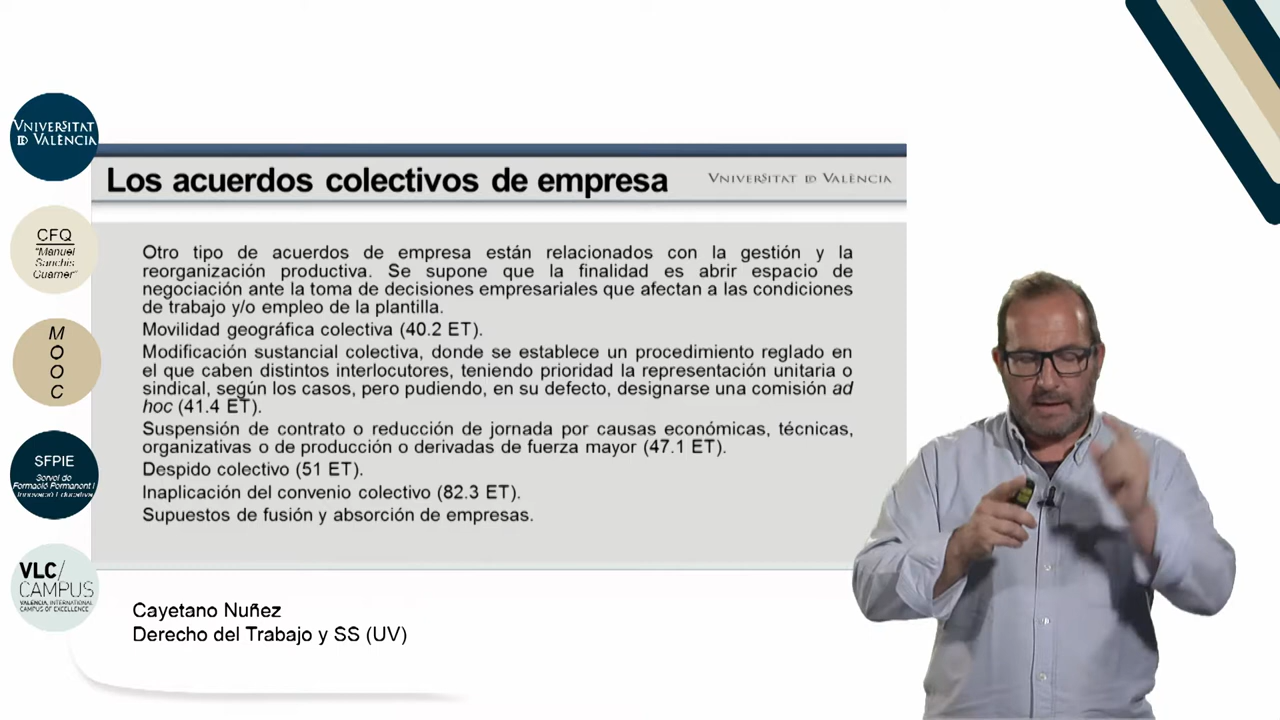 VNIVERSITAT
ID VALÈNCIA
CFQ
"Manuel
Sanchis
Guarner"
M
O
O
C
SFPIE
Servei de
Formació Permanent i
Innovació Educativa
VLC/
CAMPUS
VALENCIA, INTERNATIONAL
CAMPUS OF EXCELLENCE
Los acuerdos colectivos de empresa
VNIVERSITAT ID VALÈNCIA
Otro tipo de acuerdos de empresa están relacionados con la gestión y la
reorganización productiva. Se supone que la finalidad es abrir espacio de
negociación ante la toma de decisiones empresariales que afectan a las condiciones
de trabajo y/o empleo de la plantilla.
Movilidad geográfica colectiva (40.2 ET).
Modificación sustancial colectiva, donde se establece un procedimiento reglado en
el que caben distintos interlocutores, teniendo prioridad la representación unitaria o
sindical, según los casos, pero pudiendo, en su defecto, designarse una comisión ad
hoc (41.4 ET).
Suspensión de contrato o reducción de jornada por causas económicas, técnicas,
organizativas o de producción o derivadas de fuerza mayor (47.1 ET).
Despido colectivo (51 ET).
Inaplicación del convenio colectivo (82.3 ET).
Supuestos de fusión y absorción de empresas.
Cayetano Nuñez
Derecho del Trabajo y SS (UV)